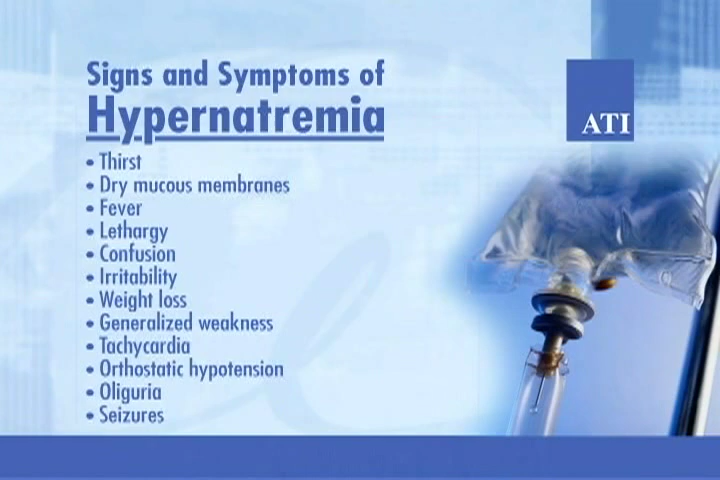 Signs and Symptoms of
Hypernatremia
ATI
• Thirst
• Dry mucous membranes
• Fever
• Lethargy
• Confusion
• Irritability
• Weight loss
• Generalized weakness
• Tachycardia
• Orthostatic hypotension
• Oliguria
• Seizures